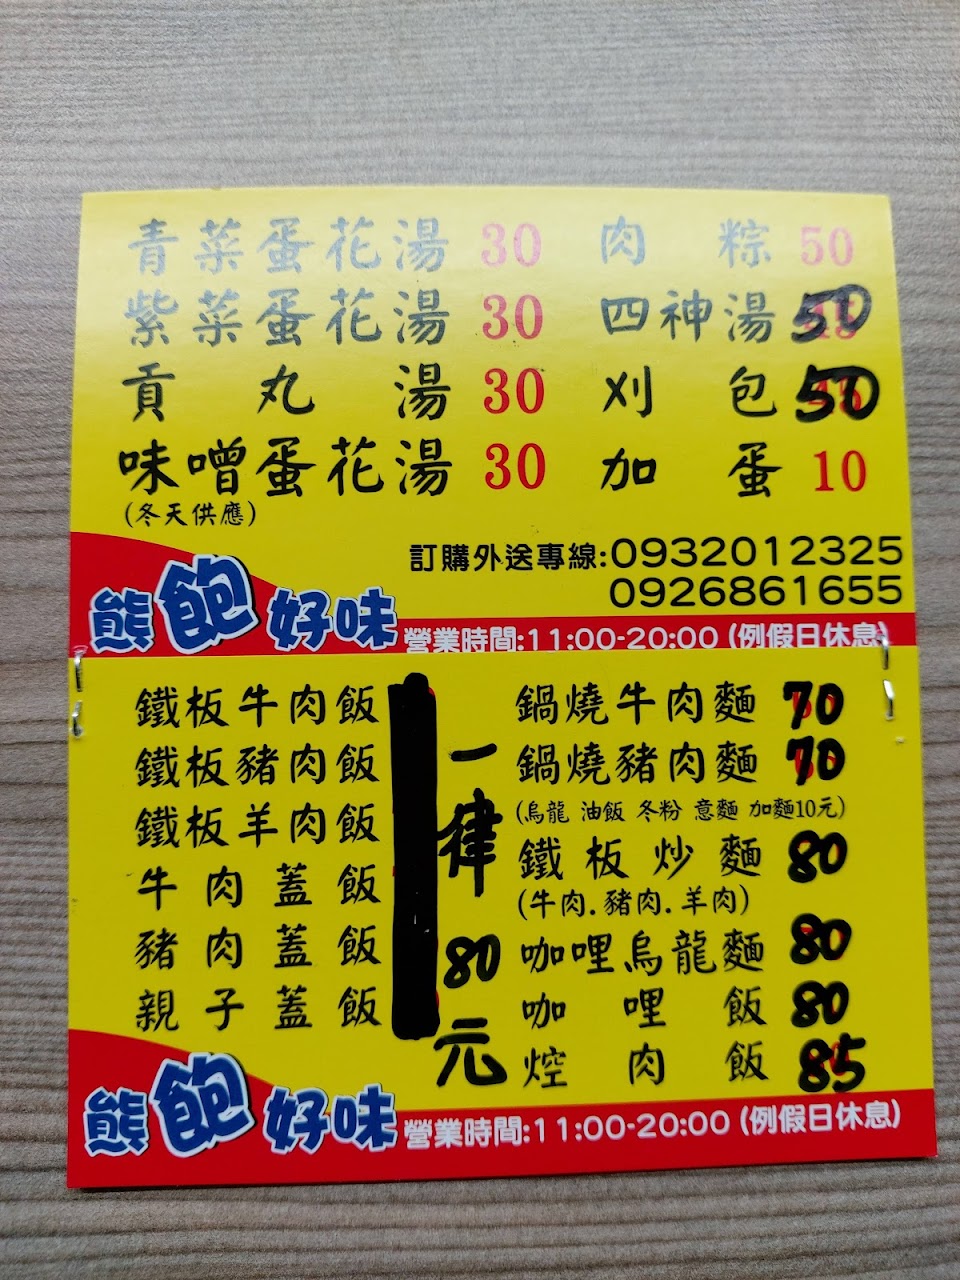 青菜蛋花湯 30 肉粽 50
紫菜蛋花湯 30 四神湯 50
貢丸湯 30 刈包 50
味噌蛋花湯 30 加蛋 10
(冬天供應)
訂購外送專線:0932012325
0926861655
熊飽好味 營業時間:11:00-20:00 (例假日休息)
鐵板牛肉飯 鍋燒牛肉麵 70
鐵板豬肉飯 鍋燒豬肉麵 70
(烏龍 油飯 冬粉 意麵 加麵10元)
鐵板羊肉飯 鐵板炒麵 80
(牛肉.豬肉.羊肉)
牛肉蓋飯 咖哩烏龍麵 80
豬肉蓋飯 咖哩飯 80
親子蓋飯 焢肉飯 85
一律80元
熊飽好味 營業時間:11:00-20:00 (例假日休息)